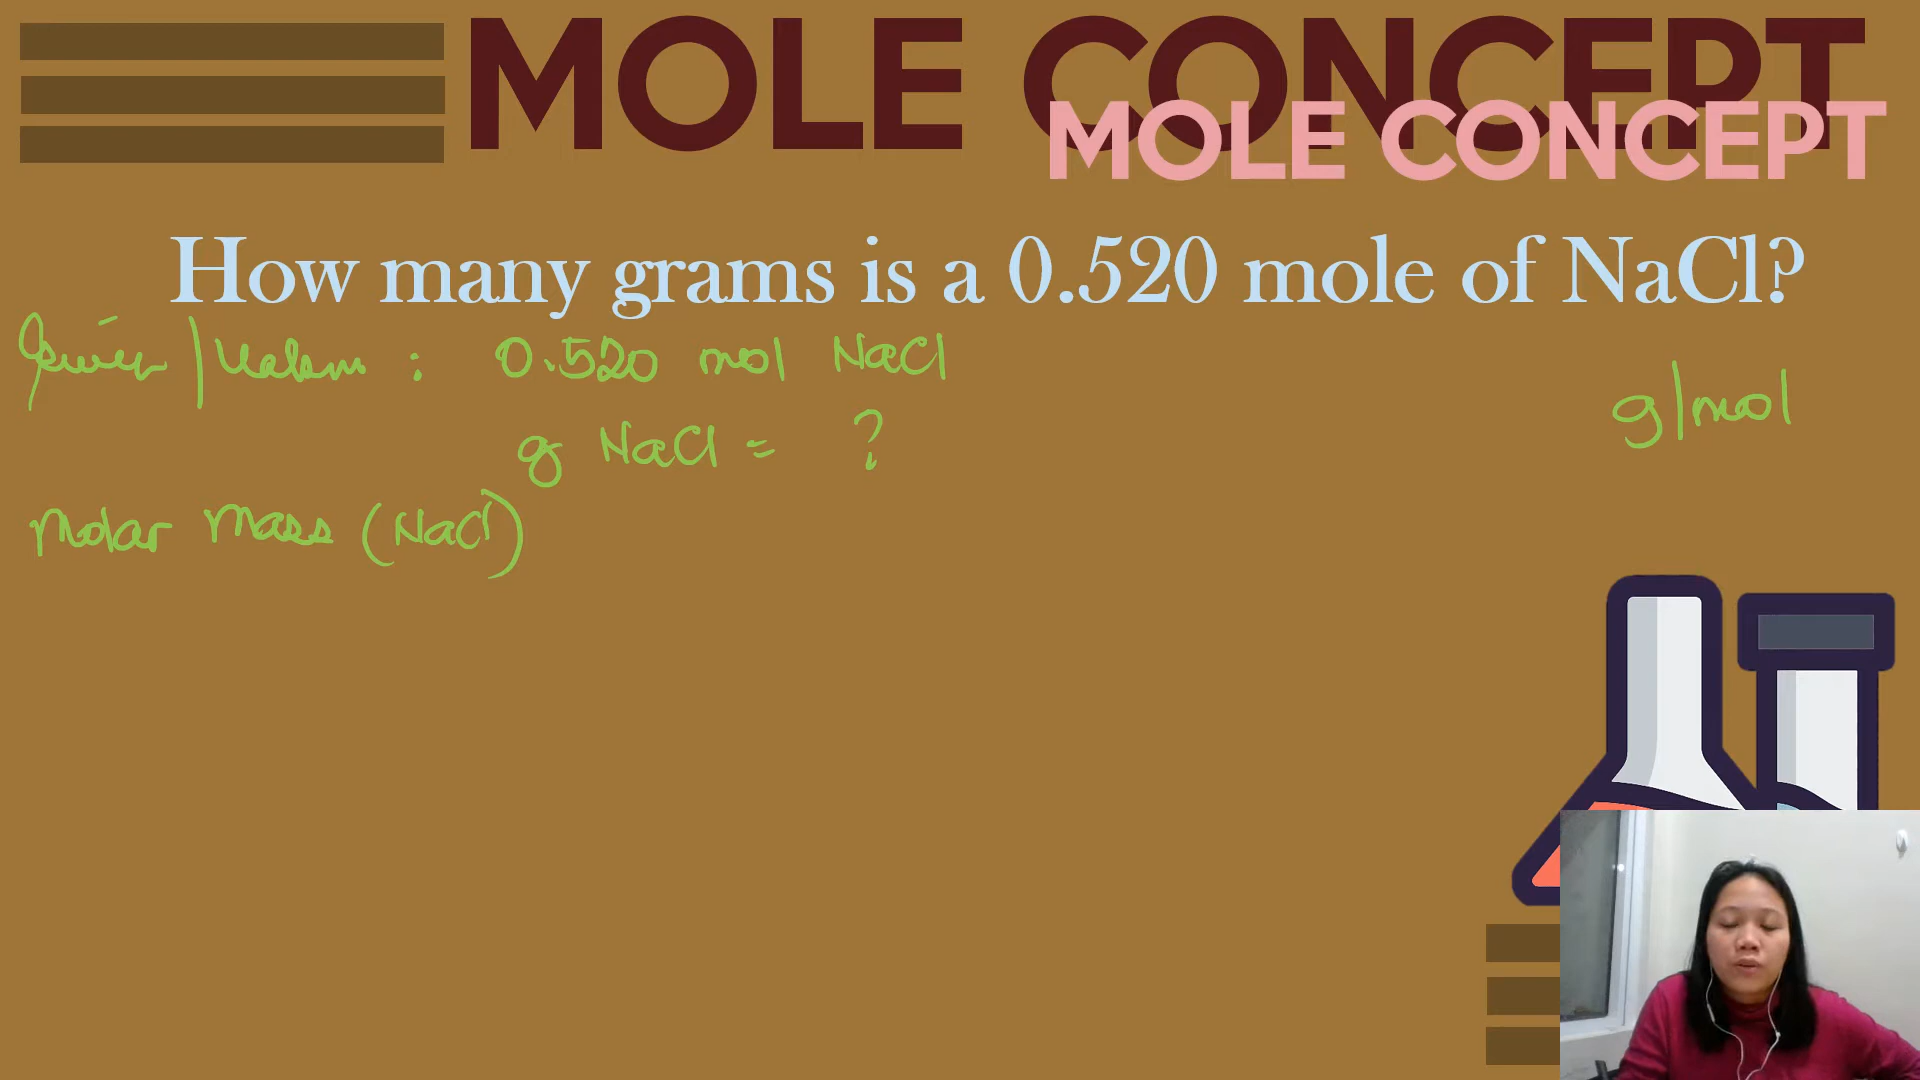 MOLE CONCEPT
MOLE CONCEPT
How many grams is a 0.520 mole of NaCl?
Given | : 0.520 mol NaCl
g NaCl = ?
g/mol
Molar mass (NaCl)